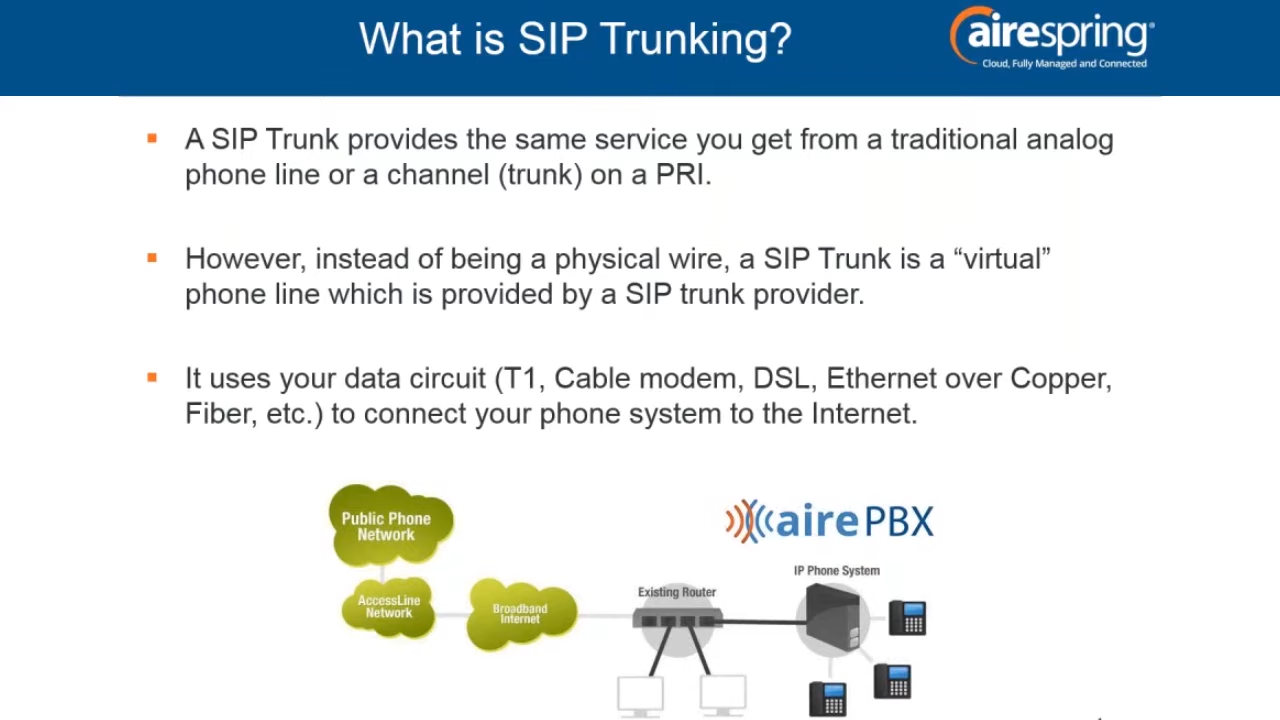 What is SIP Trunking?
airespring®
Cloud, Fully Managed and Connected
A SIP Trunk provides the same service you get from a traditional analog
phone line or a channel (trunk) on a PRI.
However, instead of being a physical wire, a SIP Trunk is a “virtual”
phone line which is provided by a SIP trunk provider.
It uses your data circuit (T1, Cable modem, DSL, Ethernet over Copper,
Fiber, etc.) to connect your phone system to the Internet.
Public Phone
Network
airePBX
IP Phone System
AccessLine
Network
Broadband
Internet
Existing Router